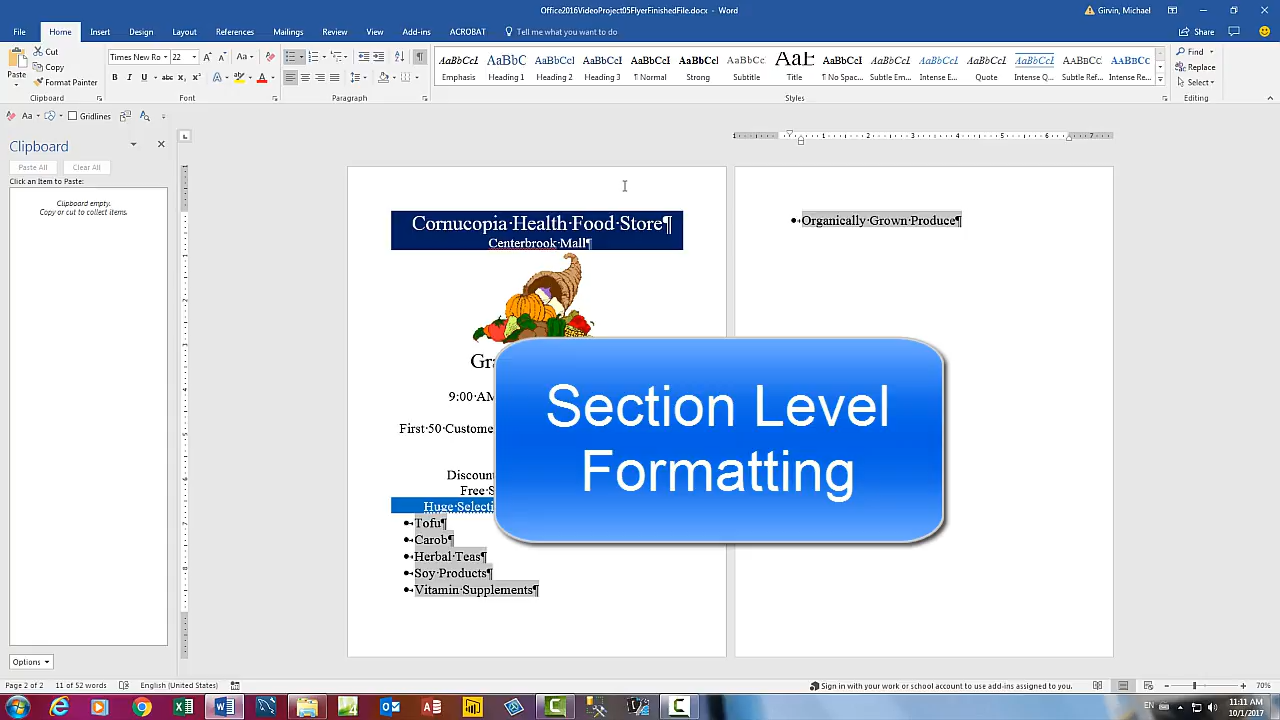 Office2016VideoProject05FlyerFinishedFile.docx - Word
Girvin, Michael
File Home Insert Design Layout References Mailings Review View Add-ins ACROBAT Tell me what you want to do
Share
Paste
Cut
Copy
Format Painter
Clipboard
Times New Ro 22
Font
Paragraph
AaBbCcI Emphasis
AaBbC Heading 1
AaBbCcI Heading 2
AaBbCcI Heading 3
AaBbCcI ¶ Normal
AaBbCcI Strong
AaBbCcI Subtitle
AaI Title
AaBbCcI ¶ No Spac...
AaBbCcI Subtle Em...
AaBbCcI Intense E...
AaBbCcI Quote
AaBbCcI Intense Q...
AaBbCcI Subtle Ref...
AaBbCc Intense Re...
Styles
Find
Replace
Select
Editing
Aa
Gridlines
Clipboard
Paste All Clear All
Click an Item to Paste:
Clipboard empty.
Copy or cut to collect items.
Options
Cornucopia·Health·Food·Store¶
Centerbrook·Mall¶
Gra
9:00·AM
First·50·Custome
Discount
Free·S
Huge·Selecti
Tofu¶
Carob¶
Herbal·Teas¶
Soy·Products¶
Vitamin·Supplements¶
Organically·Grown·Produce¶
Section Level
Formatting
Page 2 of 2 11 of 52 words English (United States)
Sign in with your work or school account to use add-ins assigned to you.
70%
EN
11:11 AM
10/1/2017